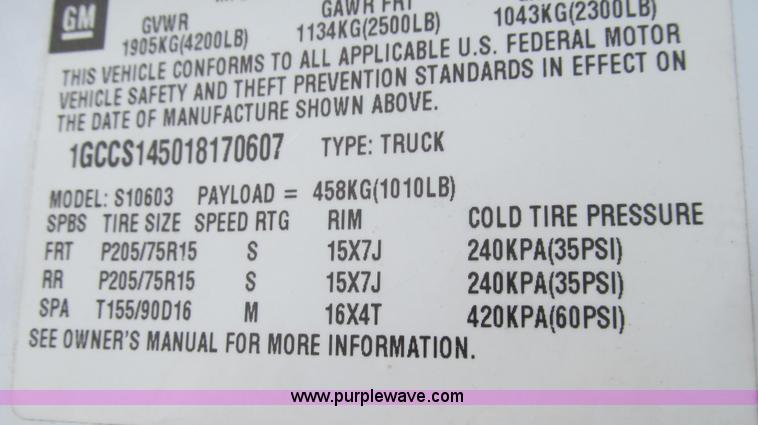 GM
GVWR GAWR FRT
1905KG(4200LB) 1134KG(2500LB) 1043KG(2300LB)
THIS VEHICLE CONFORMS TO ALL APPLICABLE U.S. FEDERAL MOTOR
VEHICLE SAFETY AND THEFT PREVENTION STANDARDS IN EFFECT ON
THE DATE OF MANUFACTURE SHOWN ABOVE.
1GCCS145018170607 TYPE: TRUCK
MODEL: S10603 PAYLOAD = 458KG(1010LB)
SPBS TIRE SIZE SPEED RTG RIM COLD TIRE PRESSURE
FRT P205/75R15 S 15X7J 240KPA(35PSI)
RR P205/75R15 S 15X7J 240KPA(35PSI)
SPA T155/90D16 M 16X4T 420KPA(60PSI)
SEE OWNER'S MANUAL FOR MORE INFORMATION.
www.purplewave.com